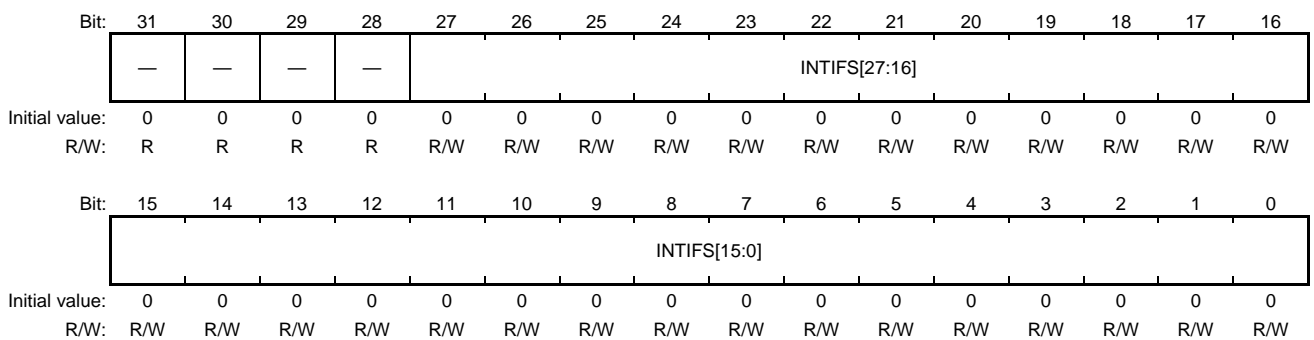 Bit: 31 30 29 28 27 26 25 24 23 22 21 20 19 18 17 16
— — — — INTIFS[27:16]
Initial value: 0 0 0 0 0 0 0 0 0 0 0 0 0 0 0 0
R/W: R R R R R/W R/W R/W R/W R/W R/W R/W R/W R/W R/W R/W R/W
Bit: 15 14 13 12 11 10 9 8 7 6 5 4 3 2 1 0
INTIFS[15:0]
Initial value: 0 0 0 0 0 0 0 0 0 0 0 0 0 0 0 0
R/W: R/W R/W R/W R/W R/W R/W R/W R/W R/W R/W R/W R/W R/W R/W R/W R/W